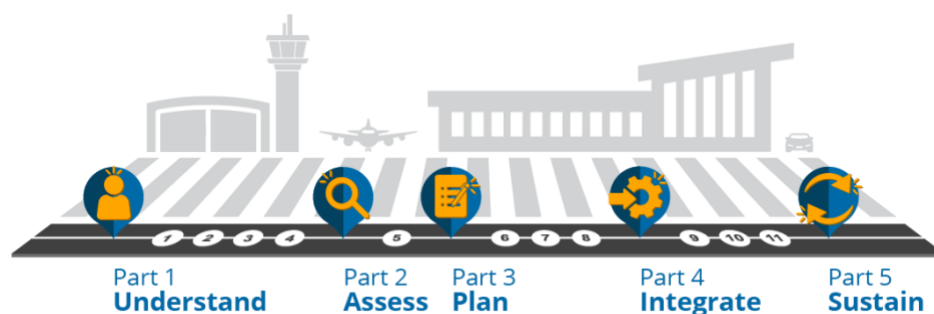 1 2 3 4 5 6 7 8 9 10 11
Part 1 Part 2 Part 3 Part 4 Part 5
Understand Assess Plan Integrate Sustain